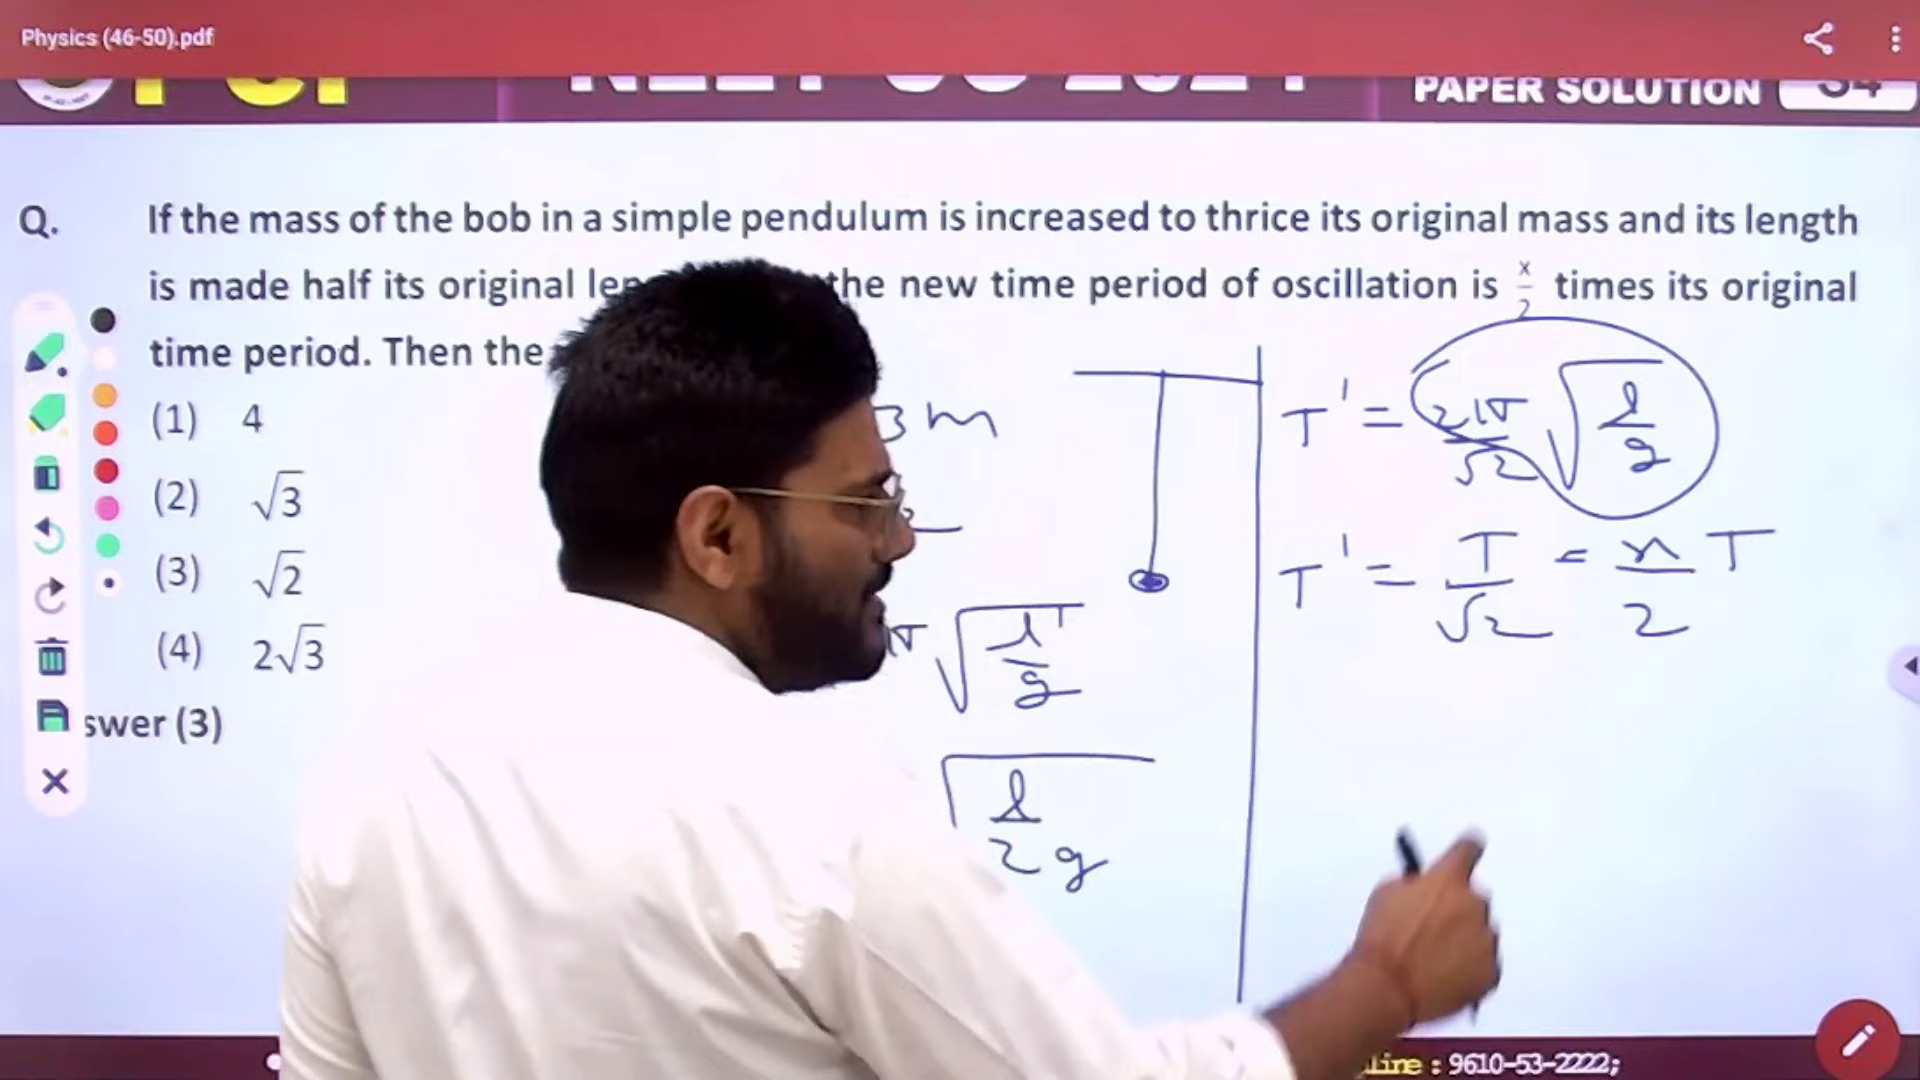 Physics (46-50).pdf
PAPER SOLUTION
Q. If the mass of the bob in a simple pendulum is increased to thrice its original mass and its length
is made half its original the new time period of oscillation is x/2 times its original
time period. Then the
(1) 4
(2) √3
(3) √2
(4) 2√3
swer (3)
3m
T' = 2π/√2 √(l/g)
T' = T/√2 = x/2 T
π √(l'/g)
√(l/2g)
Line : 9610-53-2222;